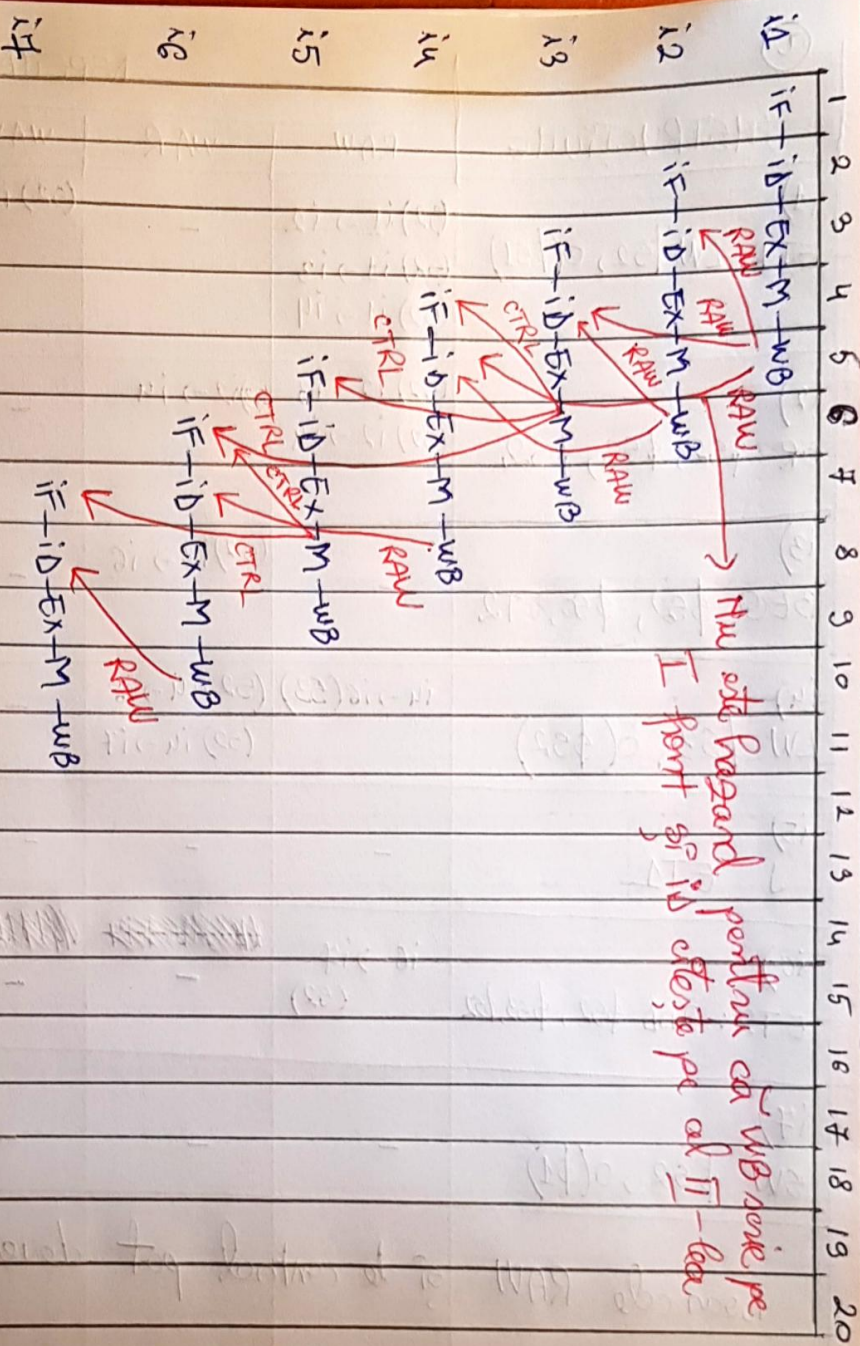 1 2 3 4 5 6 7 8 9 10 11 12 13 14 15 16 17 18 19 20
i1 iF-iD-Ex-M-WB
RAW
i2 iF-iD-Ex-M-WB
RAW RAW
Nu este hazard pentru că WB scrie pe
I front și iD citește pe al II-lea
i3 iF-iD-Ex-M-WB
CTRL RAW RAW
i4 iF-iD-Ex-M-WB
CTRL RAW
i5 iF-iD-Ex-M-WB
CTRL CTRL
i6 iF-iD-Ex-M-WB
CTRL RAW
i7 iF-iD-Ex-M-WB